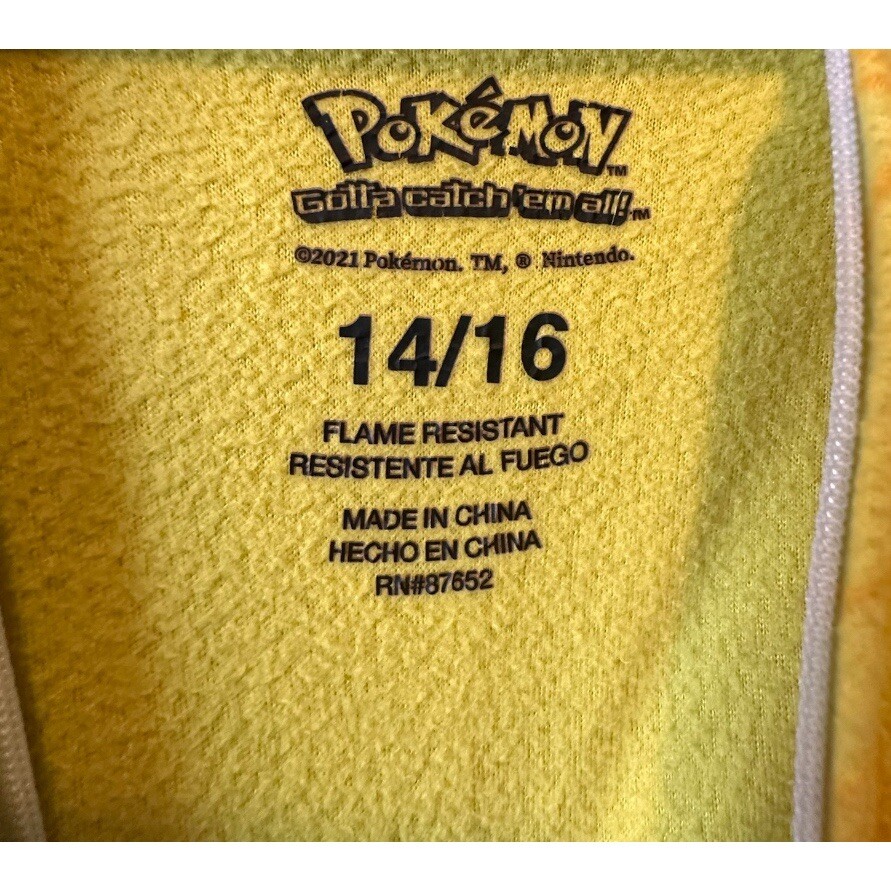 POKéMON™
Gotta catch 'em all!™
©2021 Pokémon. TM, ® Nintendo.
14/16
FLAME RESISTANT
RESISTENTE AL FUEGO
MADE IN CHINA
HECHO EN CHINA
RN#87652